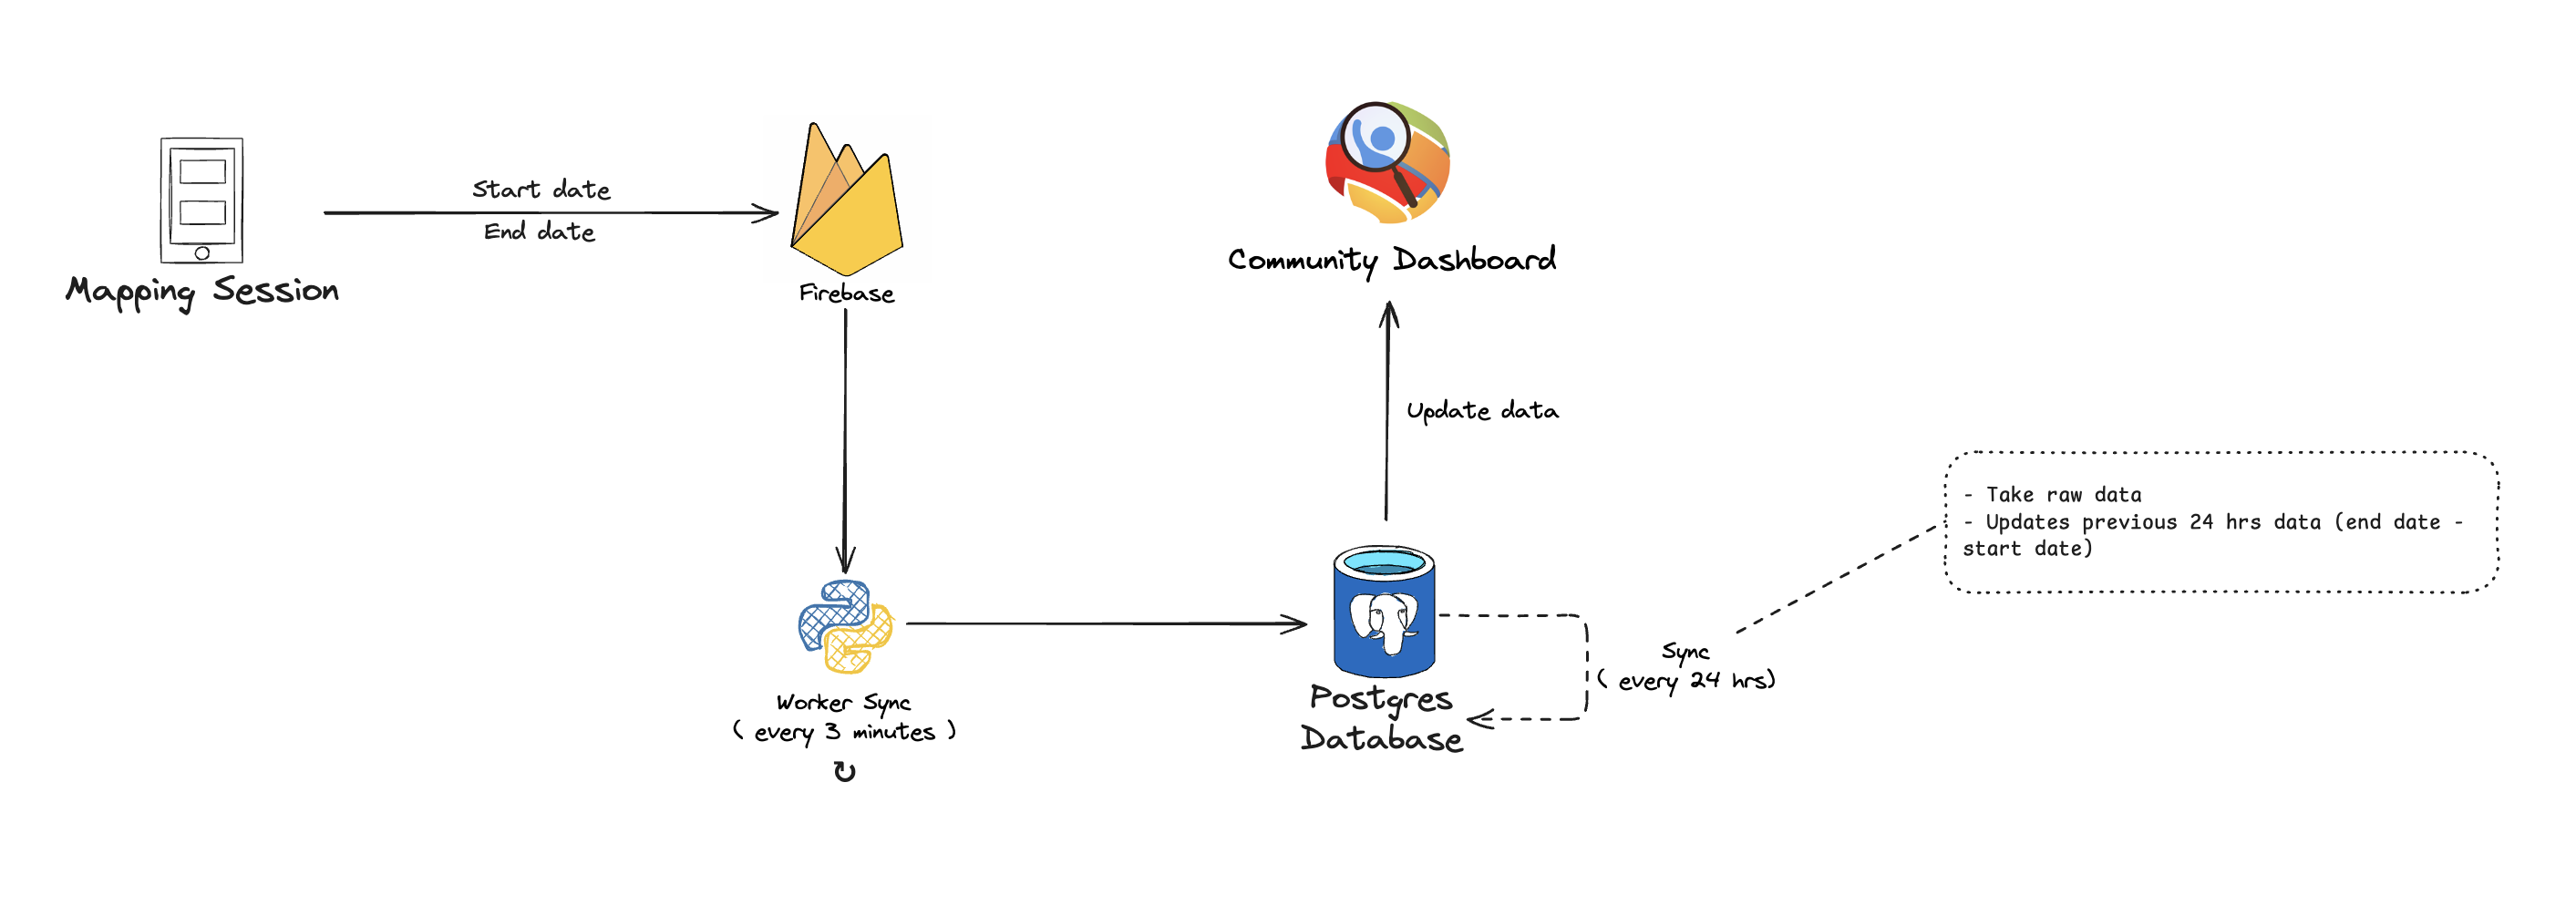 Mapping Session
Start date
End date
Firebase
Worker Sync
( every 3 minutes )
↻
Community Dashboard
Update data
Postgres
Database
Sync
( every 24 hrs)
- Take raw data
- Updates previous 24 hrs data (end date -
start date)